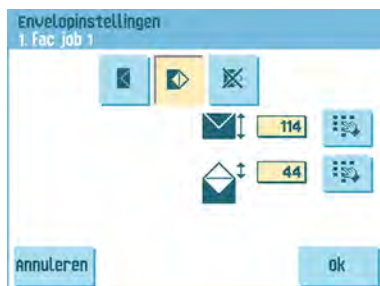 Envelopinstellingen
1. Fac job 1
114
44
Annuleren
Ok